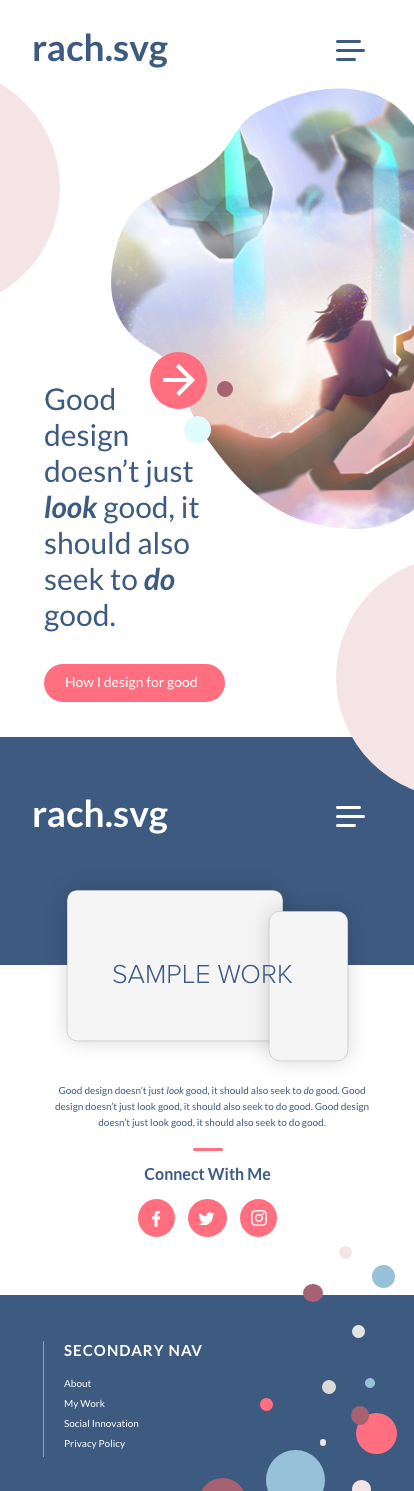 rach.svg
Good
design
doesn’t just
look good, it
should also
seek to do
good.
How I design for good
rach.svg
SAMPLE WORK
Good design doesn’t just look good, it should also seek to do good. Good
design doesn’t just look good, it should also seek to do good. Good design
doesn’t just look good, it should also seek to do good.
Connect With Me
SECONDARY NAV
About
My Work
Social Innovation
Privacy Policy